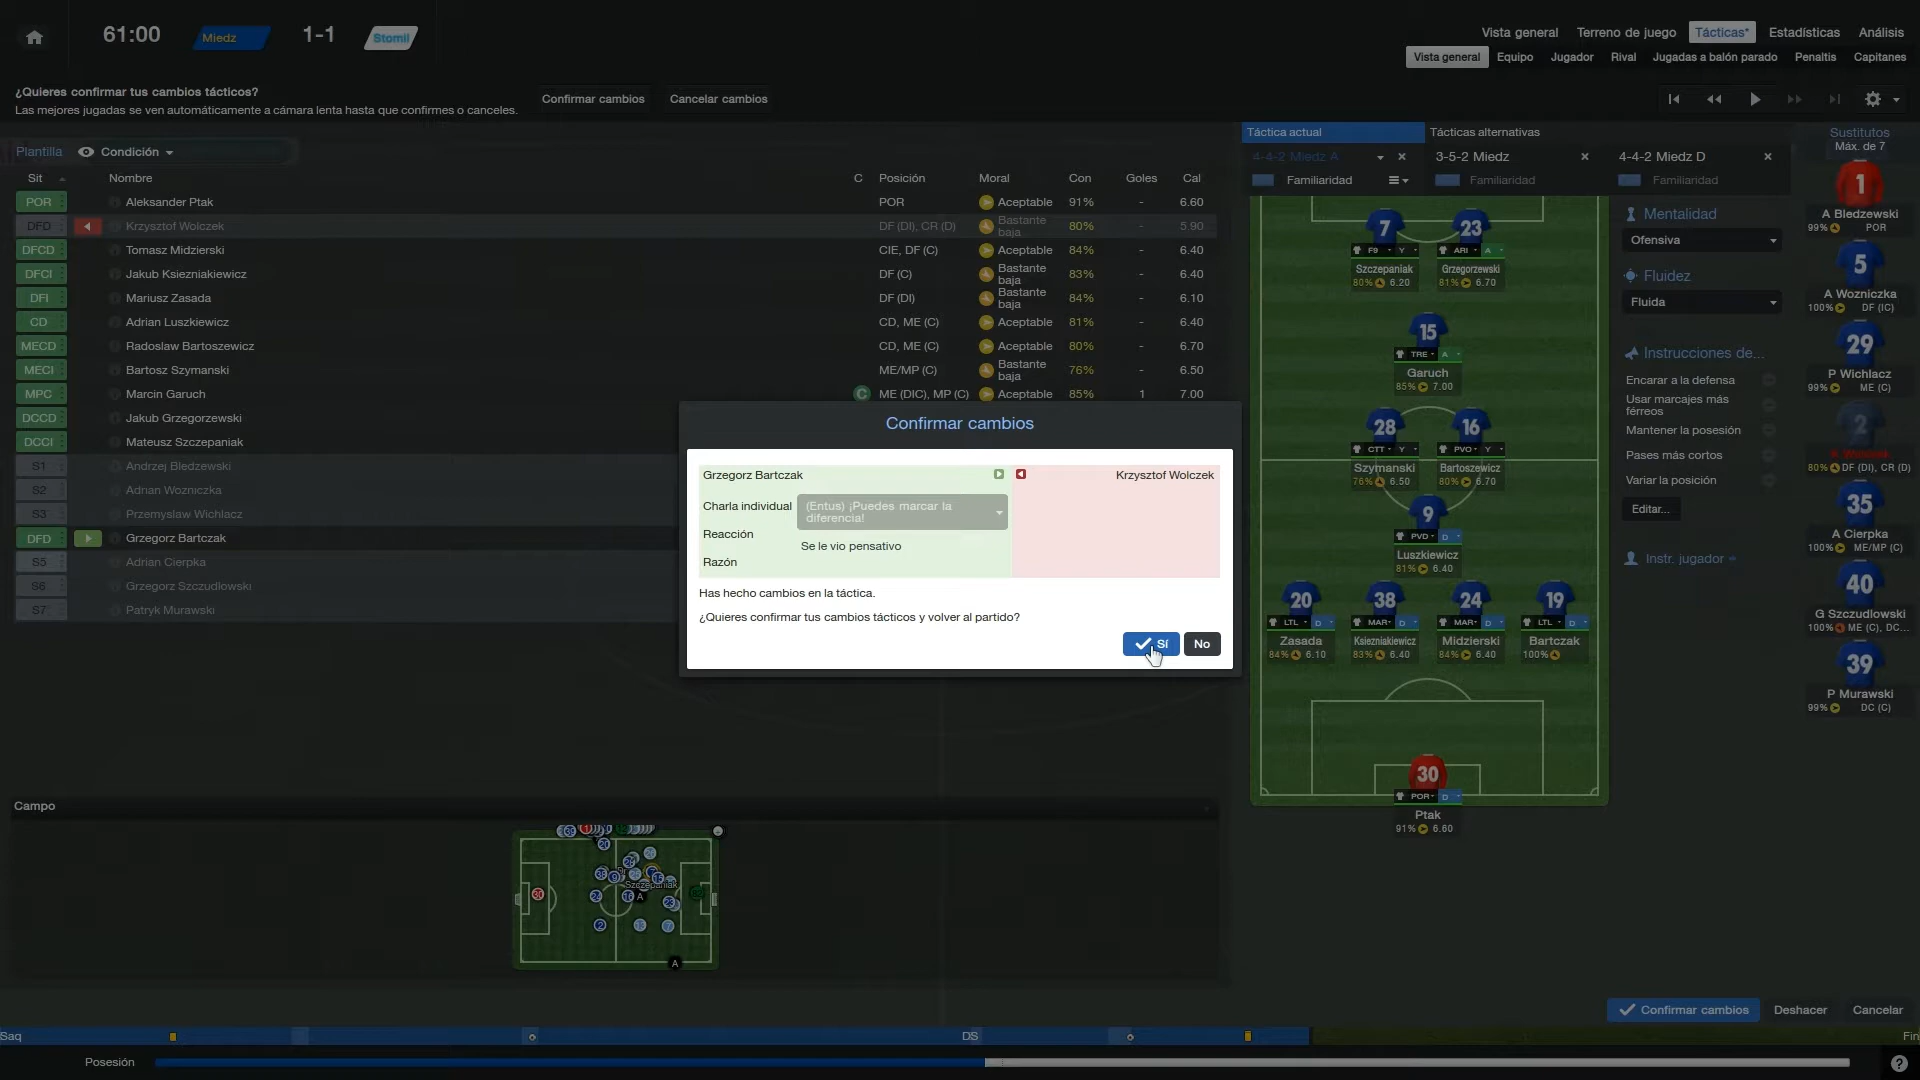 61:00
Miedz
1-1
Stomil
Vista general
Terreno de juego
Tácticas*
Estadísticas
Análisis
Vista general
Equipo
Jugador
Rival
Jugadas a balón parado
Penaltis
Capitanes
¿Quieres confirmar tus cambios tácticos?
Las mejores jugadas se ven automáticamente a cámara lenta hasta que confirmes o canceles.
Confirmar cambios
Cancelar cambios
Plantilla
Condición
Sit Nombre C Posición Moral Con Goles Cal
POR Aleksander Ptak POR Aceptable 91% - 6.60
DFD Krzysztof Wolczek DF (DI), CR (D) Bastante baja 80% - 5.90
DFCD Tomasz Midzierski CIE, DF (C) Aceptable 84% - 6.40
DFCI Jakub Ksiezniakiewicz DF (C) Bastante baja 83% - 6.40
DFI Mariusz Zasada DF (DI) Bastante baja 84% - 6.10
CD Adrian Luszkiewicz CD, ME (C) Aceptable 81% - 6.40
MECD Radoslaw Bartoszewicz CD, ME (C) Aceptable 80% - 6.70
MECI Bartosz Szymanski ME/MP (C) Bastante baja 76% - 6.50
MPC Marcin Garuch C ME (DIC), MP (C) Aceptable 85% 1 7.00
DCCD Jakub Grzegorzewski
DCCI Mateusz Szczepaniak
S1 Andrzej Bledzewski
S2 Adrian Wozniczka
S3 Przemyslaw Wichlacz
DFD Grzegorz Bartczak
S5 Adrian Cierpka
S6 Grzegorz Szczudlowski
S7 Patryk Murawski
Confirmar cambios
Grzegorz Bartczak
Krzysztof Wolczek
Charla individual
(Entus) ¡Puedes marcar la
diferencia!
Reacción
Se le vio pensativo
Razón
Has hecho cambios en la táctica.
¿Quieres confirmar tus cambios tácticos y volver al partido?
Sí
No
Táctica actual
Tácticas alternativas
4-4-2 Miedz A
3-5-2 Miedz
4-4-2 Miedz D
Familiaridad
Familiaridad
Familiaridad
7
F9 Y
Szczepaniak
80% 6.20
23
ARI A
Grzegorzewski
81% 6.70
15
TRE A
Garuch
85% 7.00
28
CTT Y
Szymanski
76% 6.50
16
PVO Y
Bartoszewicz
80% 6.70
9
PVD D
Luszkiewicz
81% 6.40
20
LTL D
Zasada
84% 6.10
38
MAR D
Ksiezniakiewicz
83% 6.40
24
MAR D
Midzierski
84% 6.40
19
LTL D
Bartczak
100%
30
POR D
Ptak
91% 6.60
Mentalidad
Ofensiva
Fluidez
Fluida
Instrucciones de...
Encarar a la defensa
Usar marcajes más
férreos
Mantener la posesión
Pases más cortos
Variar la posición
Editar...
Instr. jugador
Sustitutos
Máx. de 7
1
A Bledzewski
99% POR
5
A Wozniczka
100% DF (IC)
29
P Wichlacz
99% ME (C)
2
80% DF (DI), CR (D)
35
A Cierpka
100% ME/MP (C)
40
G Szczudlowski
100% ME (C), DC...
39
P Murawski
99% DC (C)
Campo
Szczepaniak
A
A
Confirmar cambios
Deshacer
Cancelar
Saq
DS
Fin
Posesión
?